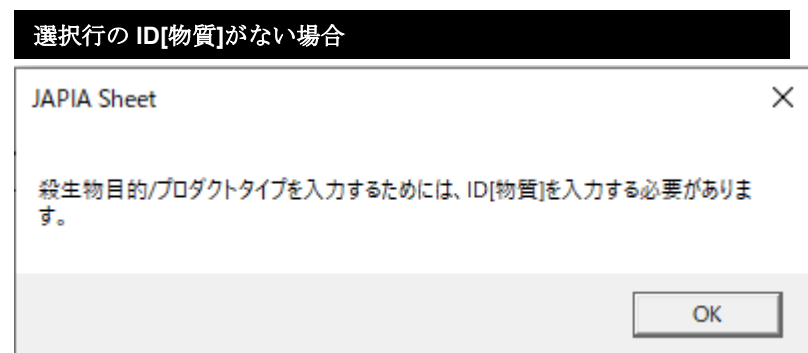 選択行の ID[物質]がない場合
JAPIA Sheet
殺生物目的/プロダクトタイプを入力するためには、ID[物質]を入力する必要がありま
す。
OK